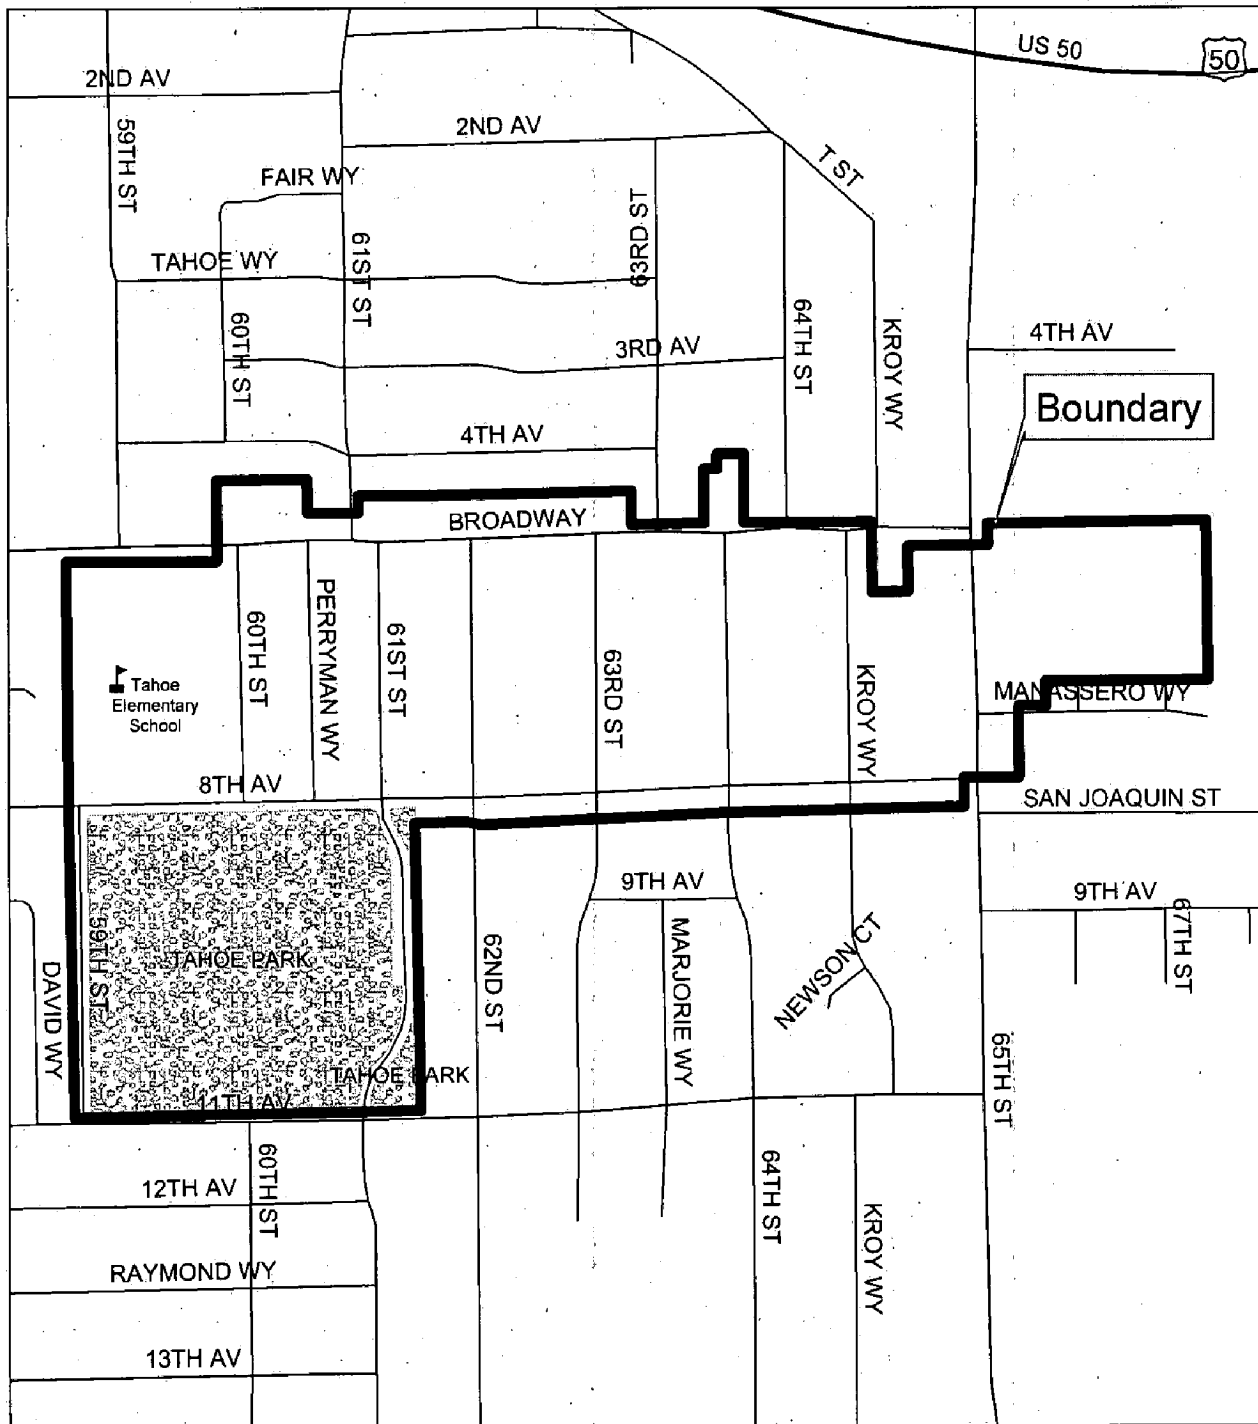 US 50
50
2ND AV
2ND AV
59TH ST
T ST
FAIR WY
63RD ST
61ST ST
TAHOE WY
60TH ST
64TH ST
KROY WY
4TH AV
3RD AV
Boundary
4TH AV
BROADWAY
60TH ST
PERRYMAN WY
61ST ST
63RD ST
KROY WY
Tahoe
Elementary
School
MANASSERO WY
8TH AV
SAN JOAQUIN ST
9TH AV
9TH AV
67TH ST
59TH ST
TAHOE PARK
DAVID WY
62ND ST
MARJORIE WY
NEWSON CT
65TH ST
TAHOE PARK
11TH AV
60TH ST
64TH ST
12TH AV
KROY WY
RAYMOND WY
13TH AV